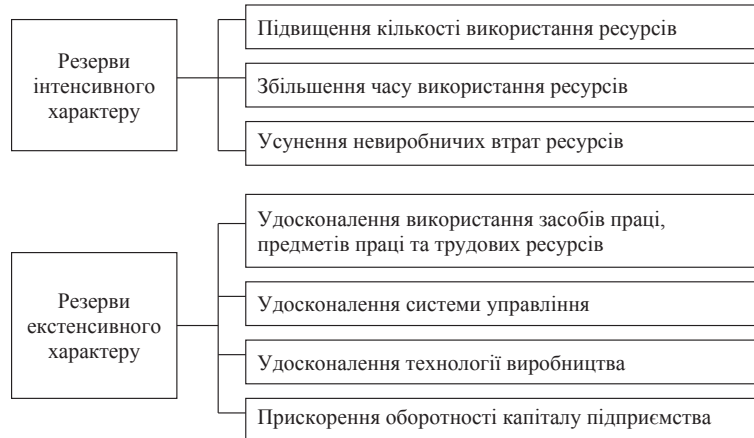 Резерви
інтенсивного
характеру
Підвищення кількості використання ресурсів
Збільшення часу використання ресурсів
Усунення невиробничих втрат ресурсів
Резерви
екстенсивного
характеру
Удосконалення використання засобів праці,
предметів праці та трудових ресурсів
Удосконалення системи управління
Удосконалення технології виробництва
Прискорення оборотності капіталу підприємства